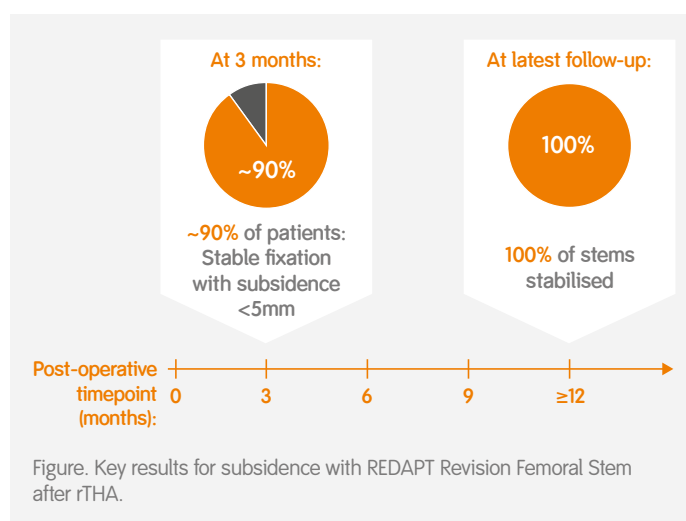 At 3 months:
~90%
~90% of patients:
Stable fixation
with subsidence
<5mm
At latest follow-up:
100%
100% of stems
stabilised
Post-operative
timepoint
(months):
0 3 6 9 ≥12
Figure. Key results for subsidence with REDAPT Revision Femoral Stem
after rTHA.